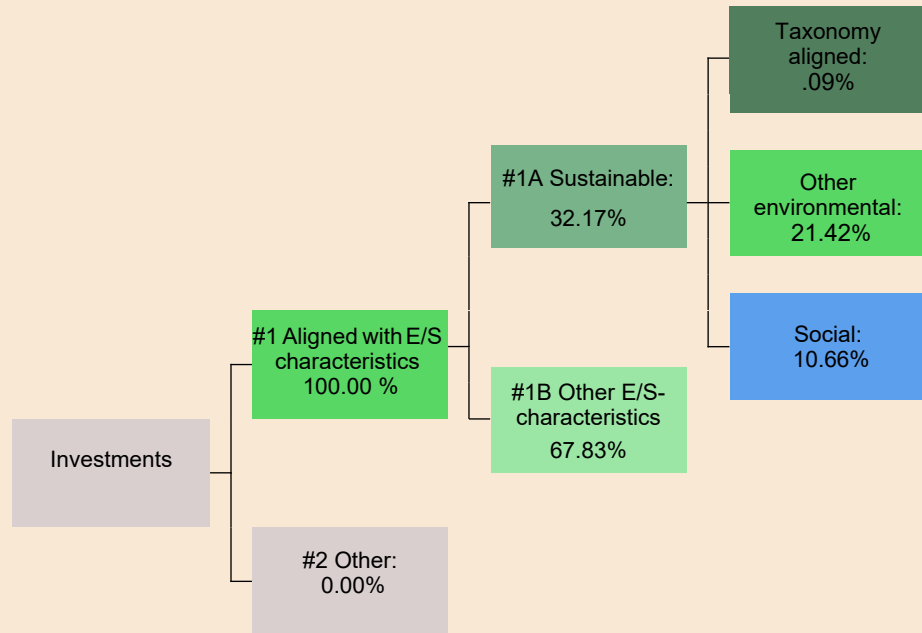 Investments
#1 Aligned with E/S
characteristics
100.00 %
#2 Other:
0.00%
#1A Sustainable:
32.17%
#1B Other E/S-
characteristics
67.83%
Taxonomy
aligned:
.09%
Other
environmental:
21.42%
Social:
10.66%